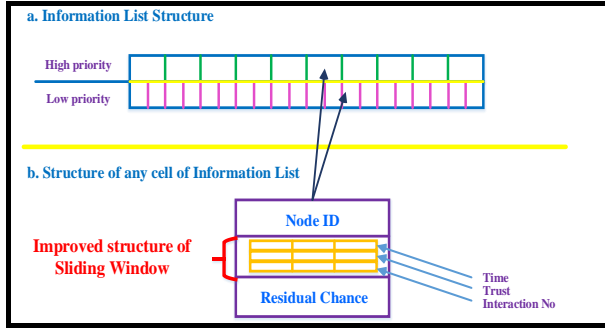 a. Information List Structure
High priority
Low priority
b. Structure of any cell of Information List
Node ID
Improved structure of
Sliding Window
Residual Chance
Time
Trust
Interaction No